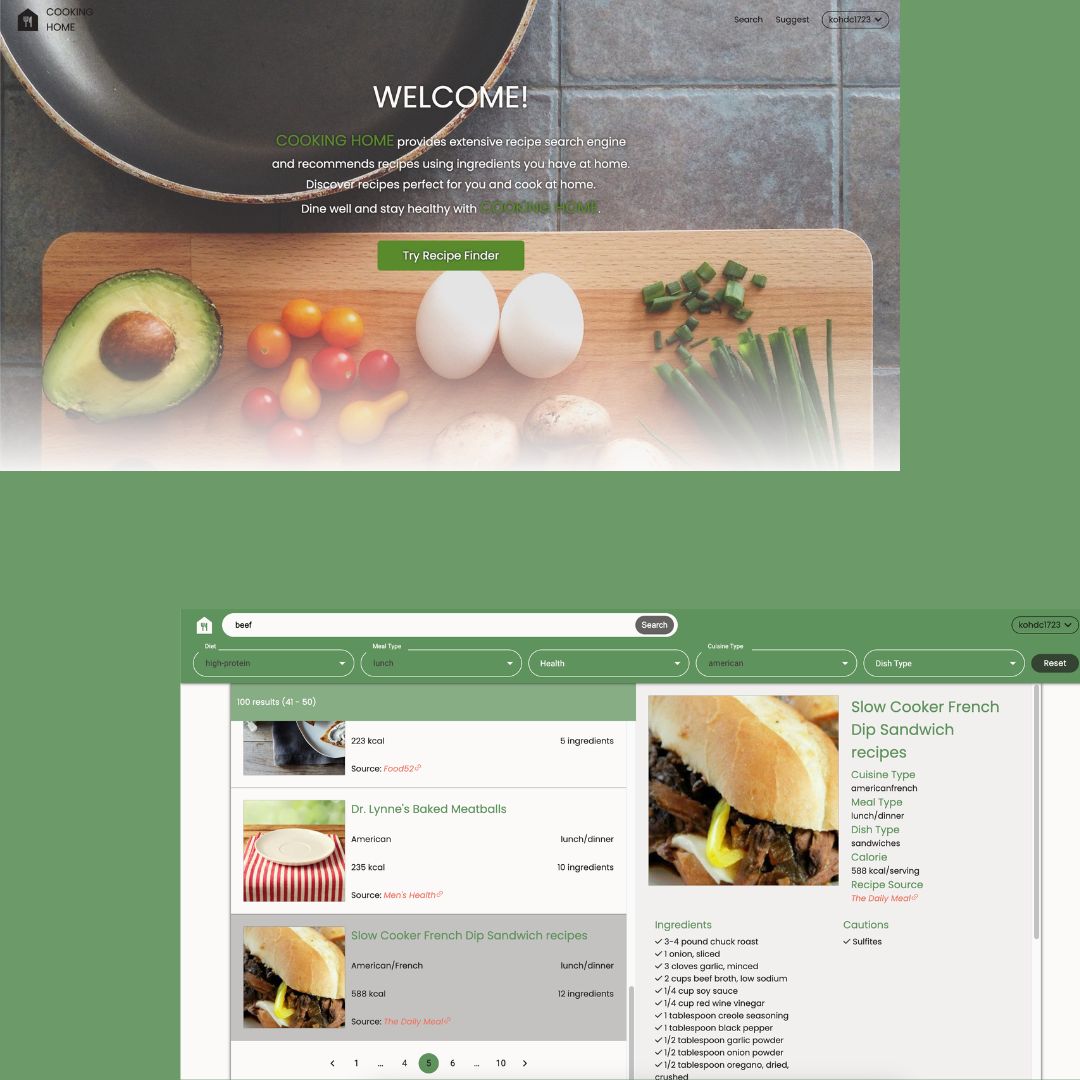 COOKING
HOME
Search Suggest kohdc1723
WELCOME!
COOKING HOME provides extensive recipe search engine
and recommends recipes using ingredients you have at home.
Discover recipes perfect for you and cook at home.
Dine well and stay healthy with COOKING HOME.
Try Recipe Finder
beef
Search
kohdc1723
Diet
high-protein
Meal Type
lunch
Health
Cuisine Type
american
Dish Type
Reset
100 results (41 - 50)
223 kcal 5 ingredients
Source: Food52
Dr. Lynne's Baked Meatballs
American lunch/dinner
235 kcal 10 ingredients
Source: Men's Health
Slow Cooker French Dip Sandwich recipes
American/French lunch/dinner
588 kcal 12 ingredients
Source: The Daily Meal
< 1 ... 4 5 6 ... 10 >
Slow Cooker French
Dip Sandwich
recipes
Cuisine Type
americanfrench
Meal Type
lunch/dinner
Dish Type
sandwiches
Calorie
588 kcal/serving
Recipe Source
The Daily Meal
Ingredients
✓ 3-4 pound chuck roast
✓ 1 onion, sliced
✓ 3 cloves garlic, minced
✓ 2 cups beef broth, low sodium
✓ 1/4 cup soy sauce
✓ 1/4 cup red wine vinegar
✓ 1 tablespoon creole seasoning
✓ 1 tablespoon black pepper
✓ 1/2 tablespoon garlic powder
✓ 1/2 tablespoon onion powder
✓ 1/2 tablespoon oregano, dried,
crushed
Cautions
✓ Sulfites